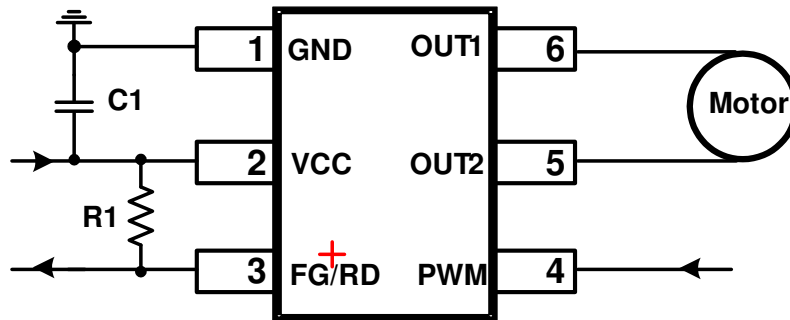 1 GND OUT1 6
C1
Motor
2 VCC OUT2 5
R1
3 FG/RD PWM 4